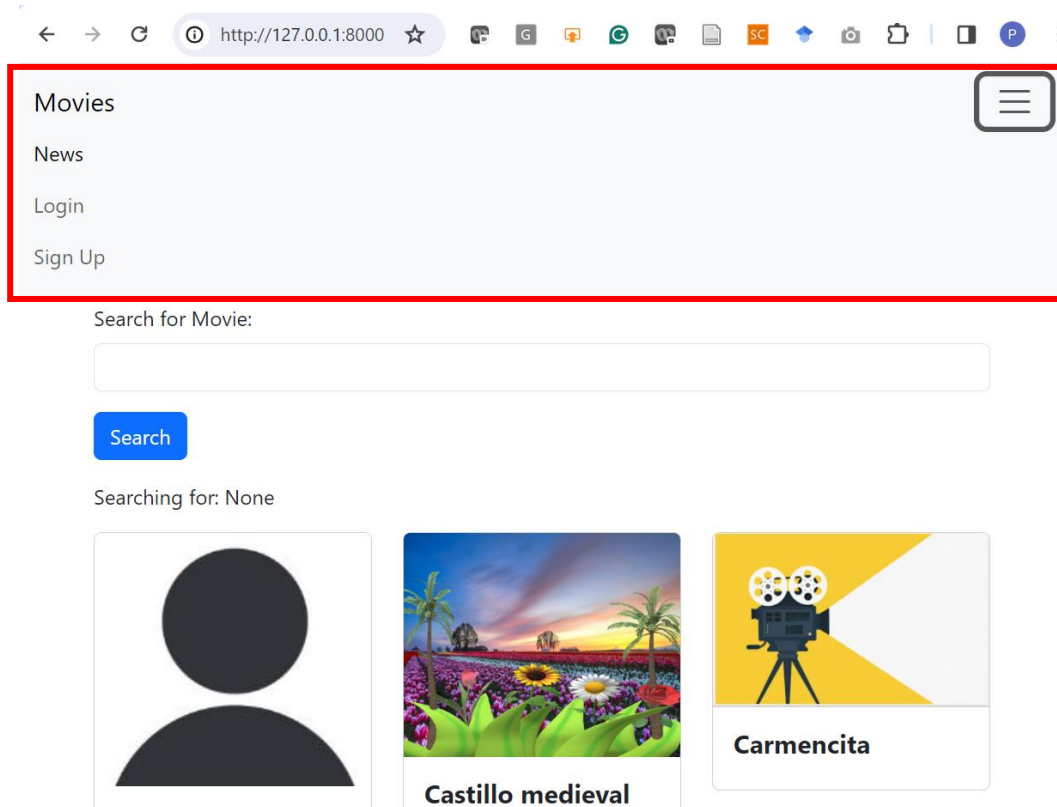 http://127.0.0.1:8000
G
SC
P
Movies
News
Login
Sign Up
Search for Movie:
Search
Searching for: None
Carmencita
Castillo medieval